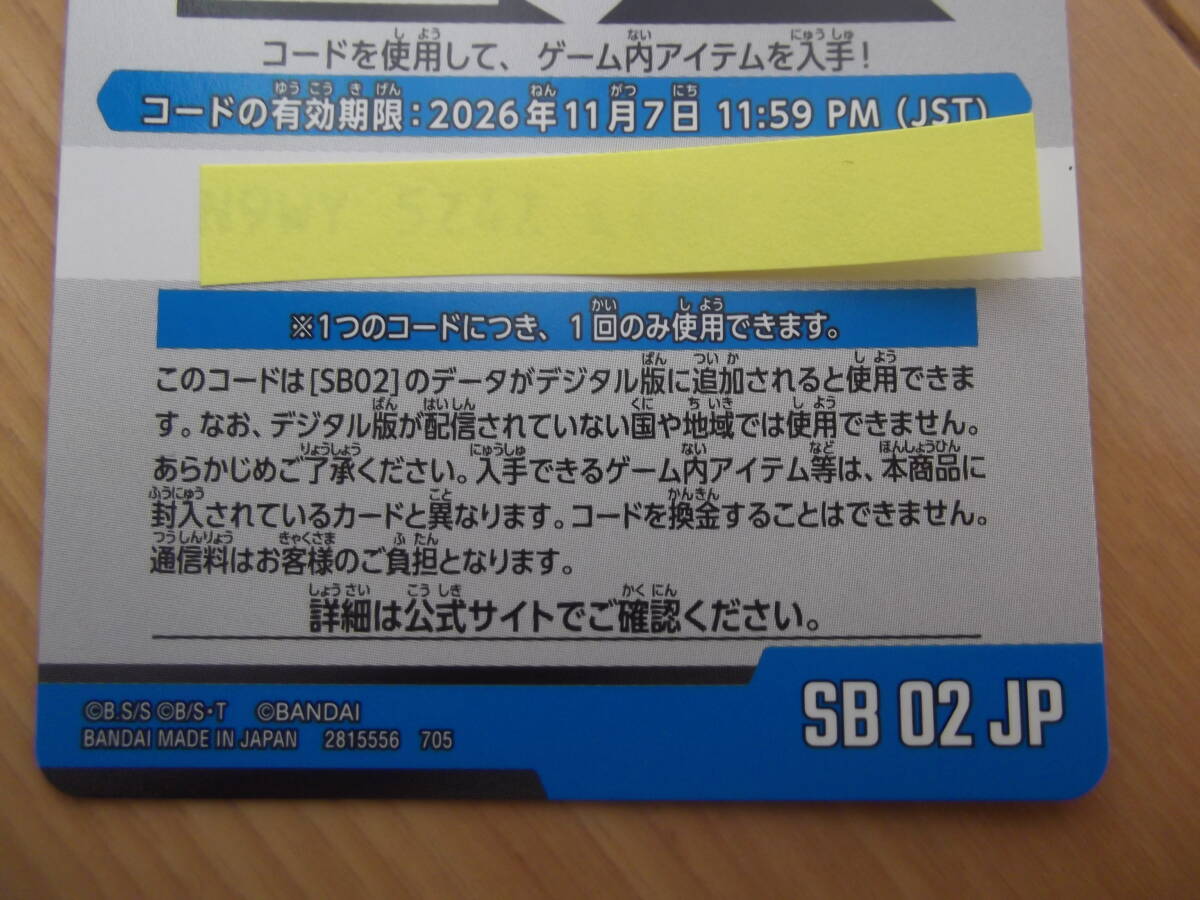 コードを使用して、ゲーム内アイテムを入手!
コードの有効期限:2026年11月7日 11:59 PM (JST)
※1つのコードにつき、1回のみ使用できます。
このコードは[SB02]のデータがデジタル版に追加されると使用できま
す。なお、デジタル版が配信されていない国や地域では使用できません。
あらかじめご了承ください。入手できるゲーム内アイテム等は、本商品に
封入されているカードと異なります。コードを換金することはできません。
通信料はお客様のご負担となります。
詳細は公式サイトでご確認ください。
©B.S/S ©B/S・T ©BANDAI
BANDAI MADE IN JAPAN 2815556 705
SB 02 JP